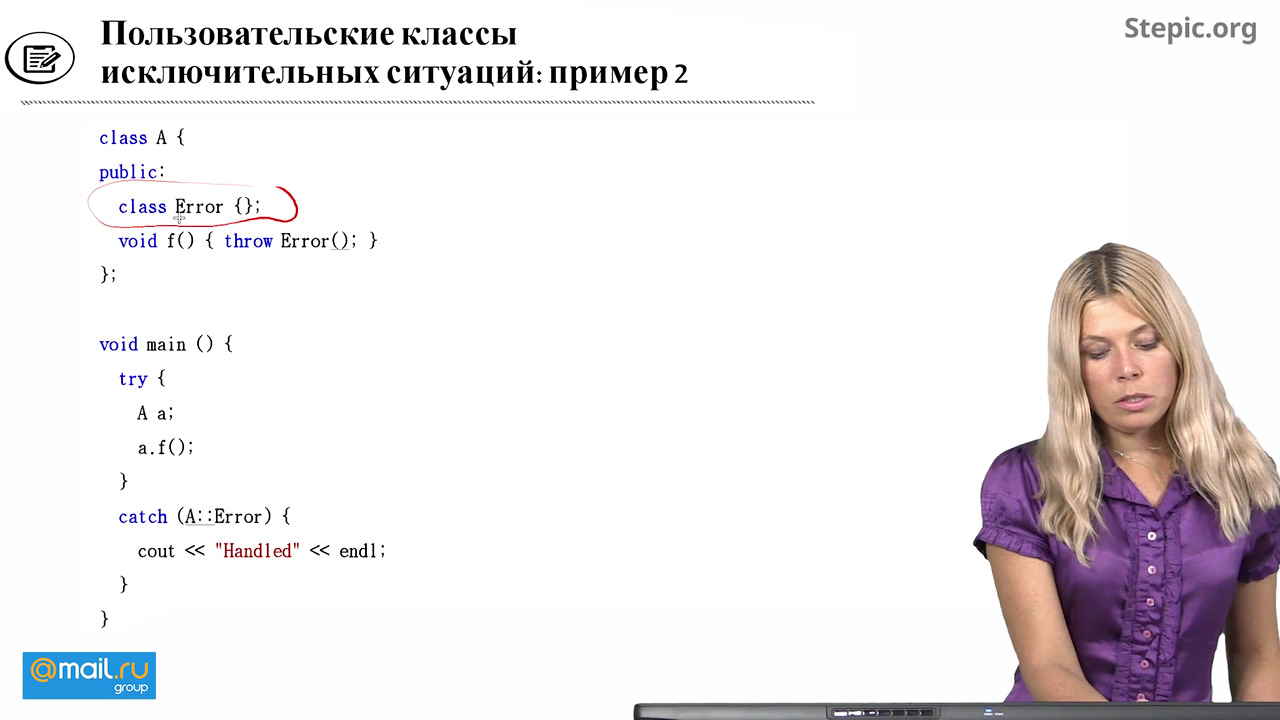 Пользовательские классы
исключительных ситуаций: пример 2
Stepic.org
class A {
public:
class Error {};
void f() { throw Error(); }
};
void main () {
try {
A a;
a.f();
}
catch (A::Error) {
cout << "Handled" << endl;
}
}
@mail.ru
group